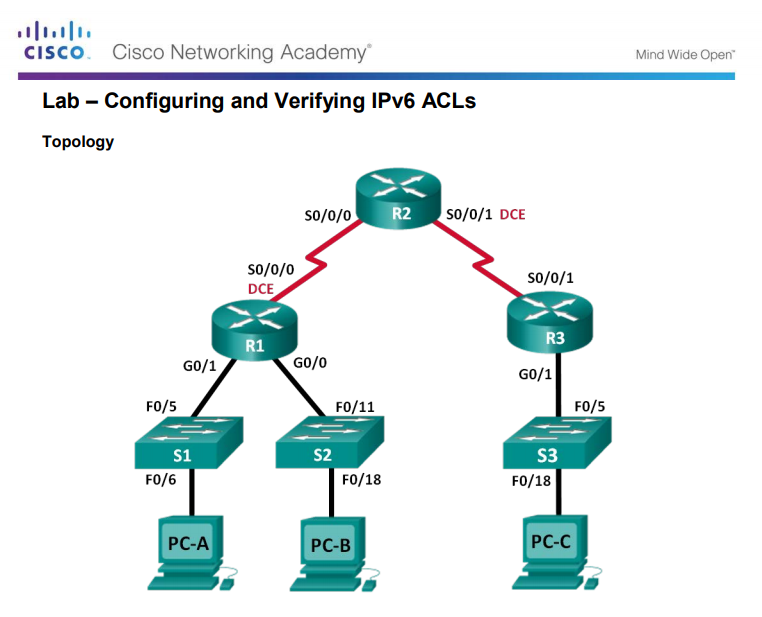 CISCO Cisco Networking Academy® Mind Wide Open™
Lab – Configuring and Verifying IPv6 ACLs
Topology
R2
S0/0/0
S0/0/1 DCE
S0/0/0
DCE
S0/0/1
R1
R3
G0/1
G0/0
G0/1
F0/5
F0/11
F0/5
S1
S2
S3
F0/6
F0/18
F0/18
PC-A
PC-B
PC-C